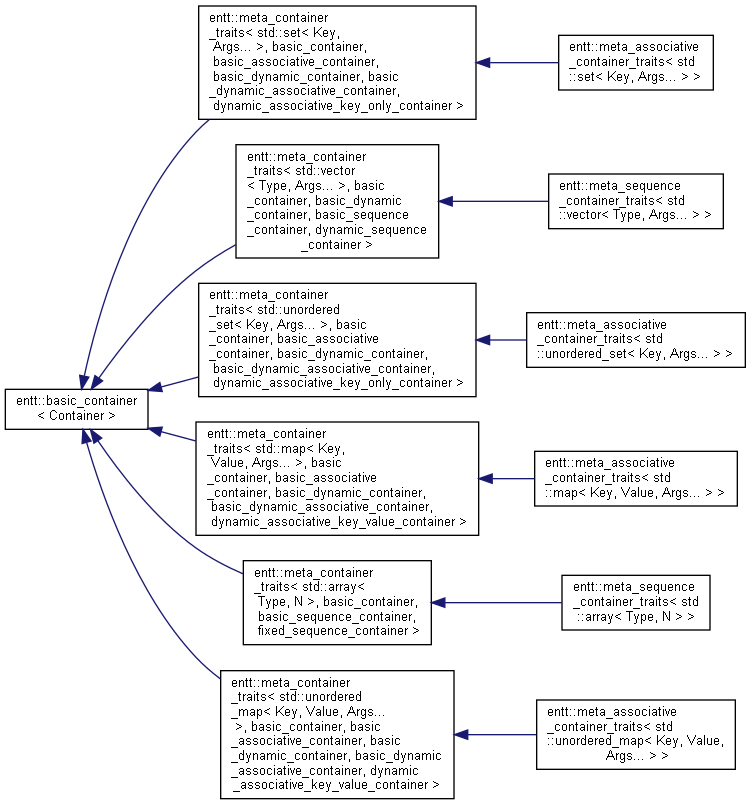 entt::meta_container
_traits< std::set< Key,
Args... >, basic_container,
basic_associative_container,
basic_dynamic_container, basic
_dynamic_associative_container,
dynamic_associative_key_only_container >
entt::meta_associative
_container_traits< std
::set< Key, Args... > >
entt::meta_container
_traits< std::vector
< Type, Args... >, basic
_container, basic_dynamic
_container, basic_sequence
_container, dynamic_sequence
_container >
entt::meta_sequence
_container_traits< std
::vector< Type, Args... > >
entt::meta_container
_traits< std::unordered
_set< Key, Args... >, basic
_container, basic_associative
_container, basic_dynamic_container,
basic_dynamic_associative_container,
dynamic_associative_key_only_container >
entt::meta_associative
_container_traits< std
::unordered_set< Key, Args... > >
entt::basic_container
< Container >
entt::meta_container
_traits< std::map< Key,
Value, Args... >, basic
_container, basic_associative
_container, basic_dynamic_container,
basic_dynamic_associative_container,
dynamic_associative_key_value_container >
entt::meta_associative
_container_traits< std
::map< Key, Value, Args... > >
entt::meta_container
_traits< std::array<
Type, N >, basic_container,
basic_sequence_container,
fixed_sequence_container >
entt::meta_sequence
_container_traits< std
::array< Type, N > >
entt::meta_container
_traits< std::unordered
_map< Key, Value, Args...
>, basic_container, basic
_associative_container, basic
_dynamic_container, basic_dynamic
_associative_container, dynamic
_associative_key_value_container >
entt::meta_associative
_container_traits< std
::unordered_map< Key, Value,
Args... > >